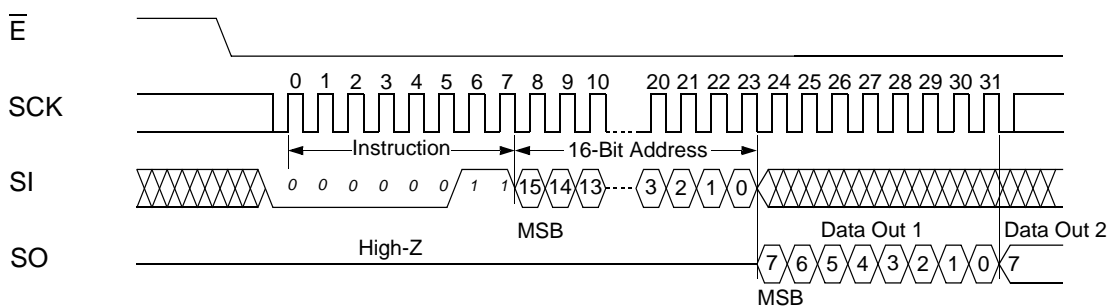 E
0 1 2 3 4 5 6 7 8 9 10 20 21 22 23 24 25 26 27 28 29 30 31
SCK
Instruction 16-Bit Address
SI 0 0 0 0 0 0 1 1 15 14 13 3 2 1 0
MSB Data Out 1 Data Out 2
High-Z
SO 7 6 5 4 3 2 1 0 7
MSB